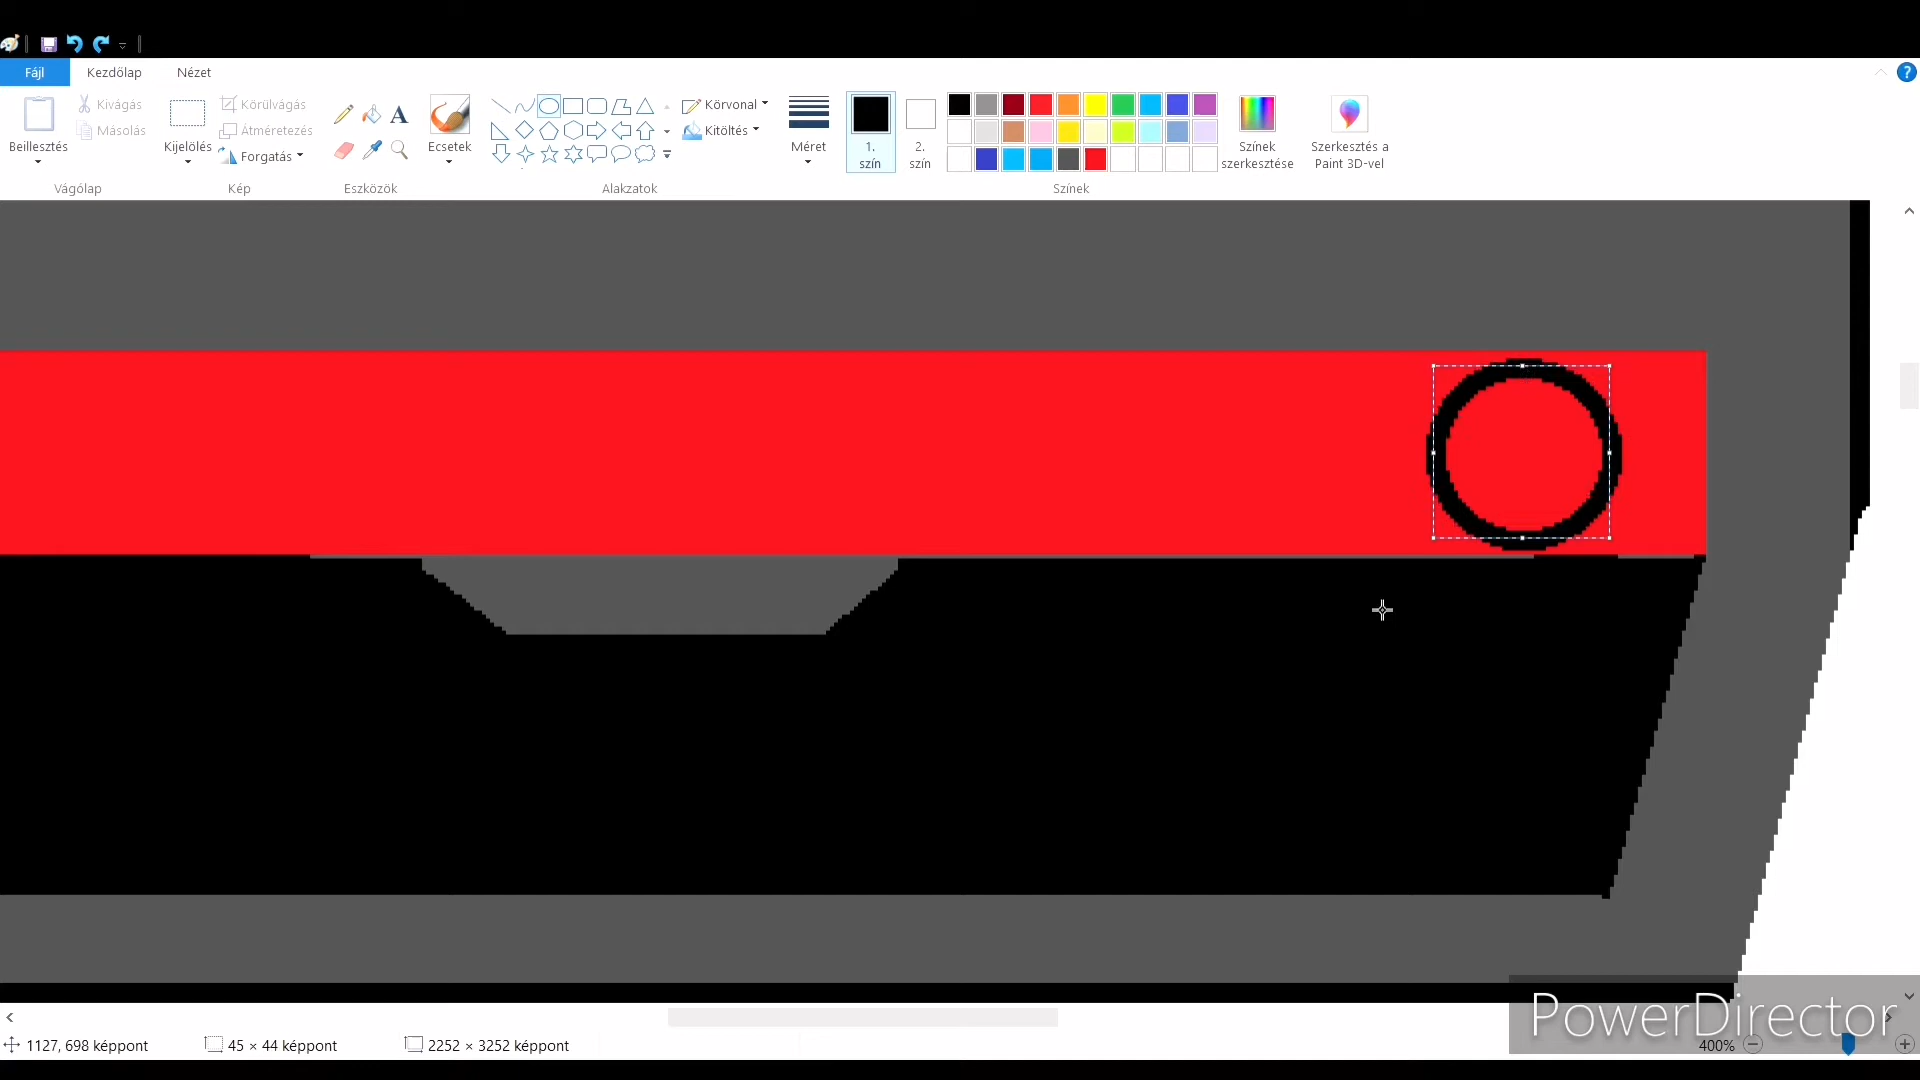 Fájl Kezdőlap Nézet
Kivágás
Másolás
Beillesztés
Vágólap
Kijelölés
Körülvágás
Átméretezés
Forgatás
Kép
A
Eszközök
Ecsetek
Körvonal
Kitöltés
Alakzatok
Méret
1.
szín
2.
szín
Színek
szerkesztése
Színek
Szerkesztés a
Paint 3D-vel
?
PowerDirector
1127, 698 képpont 45 × 44 képpont 2252 × 3252 képpont 400%